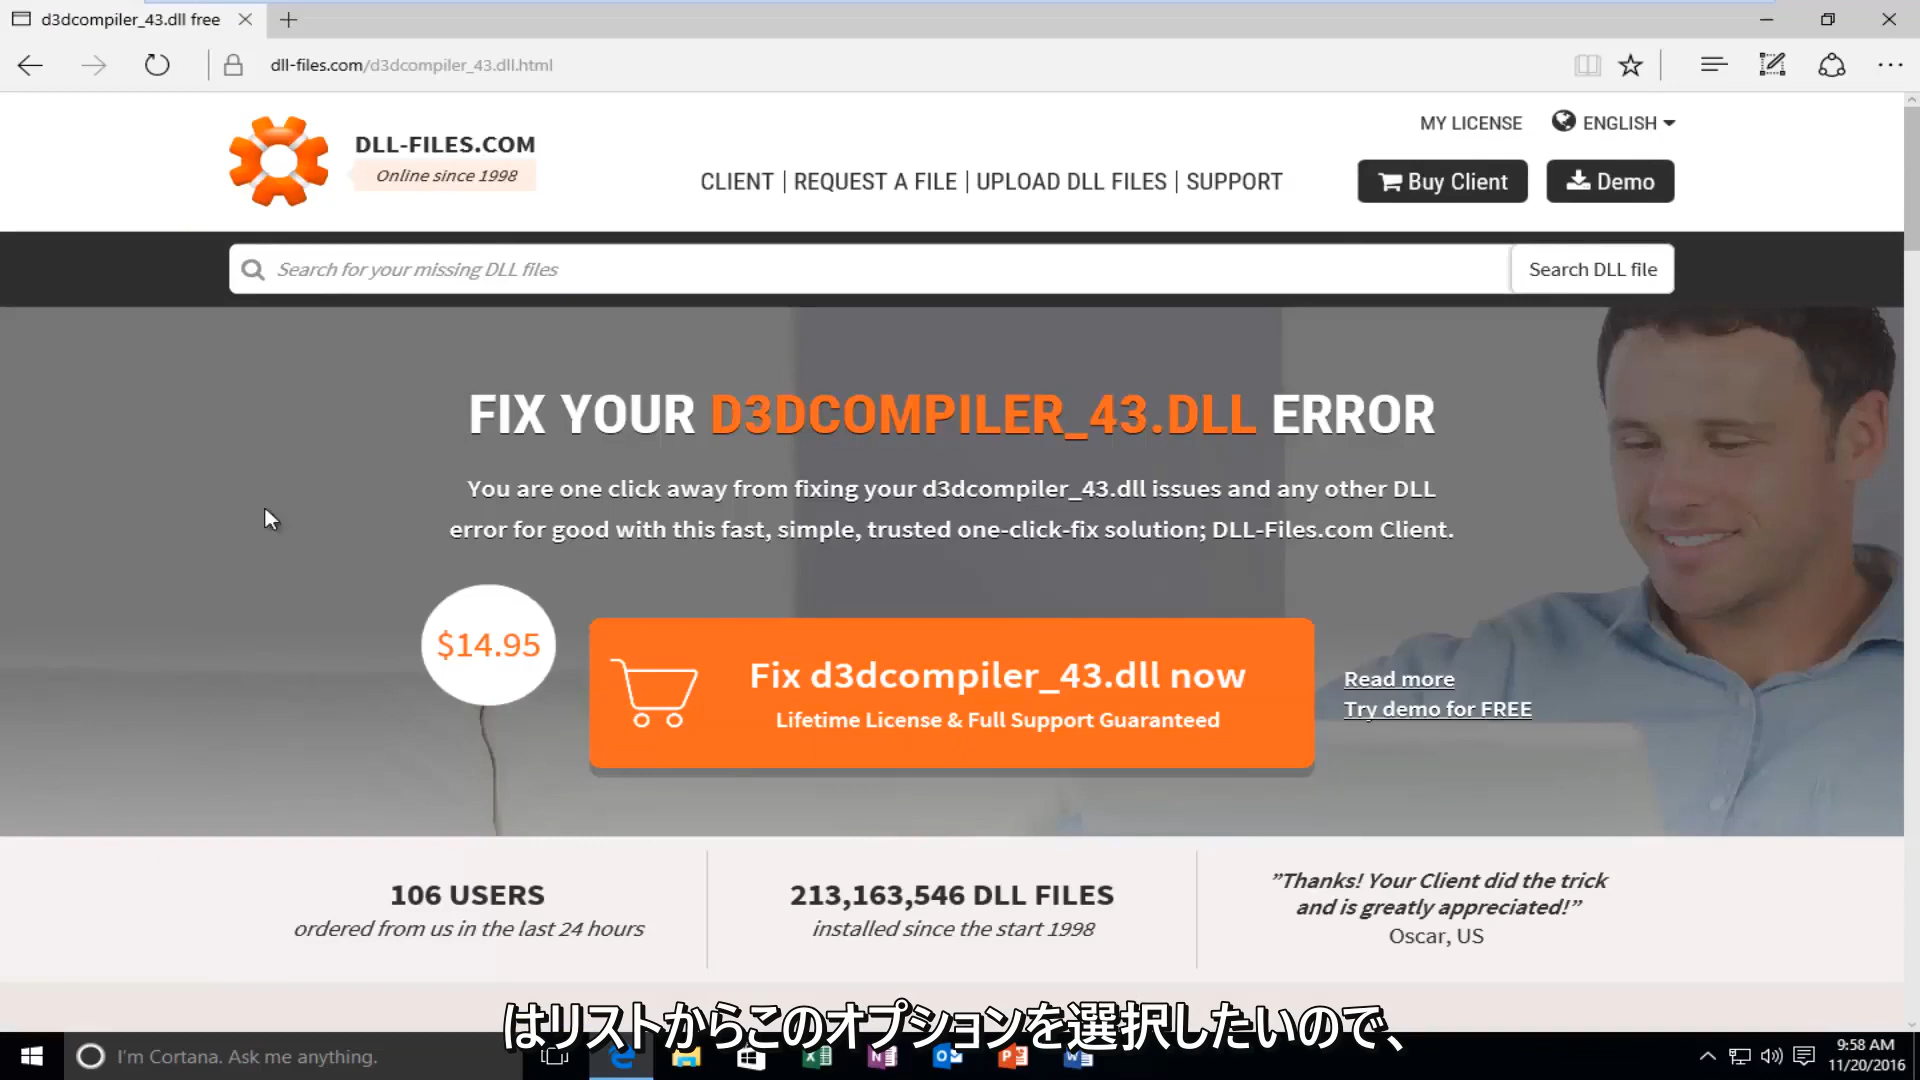 d3dcompiler_43.dll free
dll-files.com/d3dcompiler_43.dll.html
MY LICENSE
ENGLISH
DLL-FILES.COM
Online since 1998
CLIENT | REQUEST A FILE | UPLOAD DLL FILES | SUPPORT
Buy Client
Demo
Search for your missing DLL files
Search DLL file
FIX YOUR D3DCOMPILER_43.DLL ERROR
You are one click away from fixing your d3dcompiler_43.dll issues and any other DLL
error for good with this fast, simple, trusted one-click-fix solution; DLL-Files.com Client.
$14.95
Fix d3dcompiler_43.dll now
Lifetime License & Full Support Guaranteed
Read more
Try demo for FREE
106 USERS
ordered from us in the last 24 hours
213,163,546 DLL FILES
installed since the start 1998
”Thanks! Your Client did the trick
and is greatly appreciated!”
Oscar, US
はリストからこのオプションを選択したいので、
I'm Cortana. Ask me anything.
9:58 AM
11/20/2016